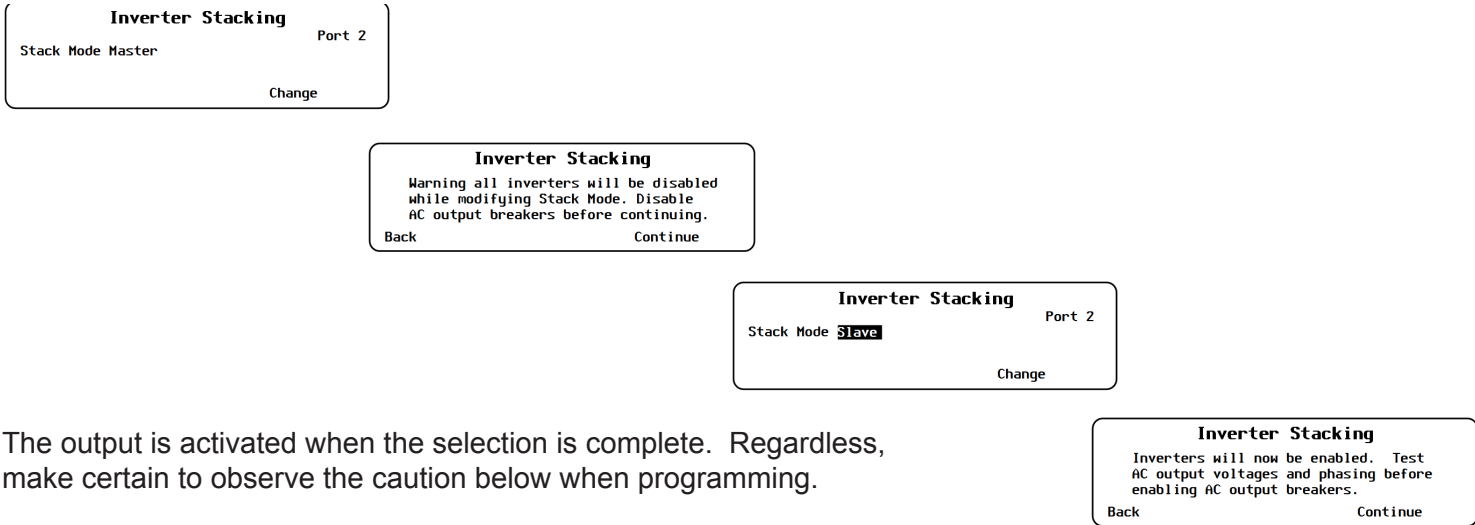 Inverter Stacking
Port 2
Stack Mode Master
Change
Inverter Stacking
Warning all inverters will be disabled
while modifying Stack Mode. Disable
AC output breakers before continuing.
Back Continue
Inverter Stacking
Port 2
Stack Mode Slave
Change
The output is activated when the selection is complete. Regardless,
make certain to observe the caution below when programming.
Inverter Stacking
Inverters will now be enabled. Test
AC output voltages and phasing before
enabling AC output breakers.
Back Continue